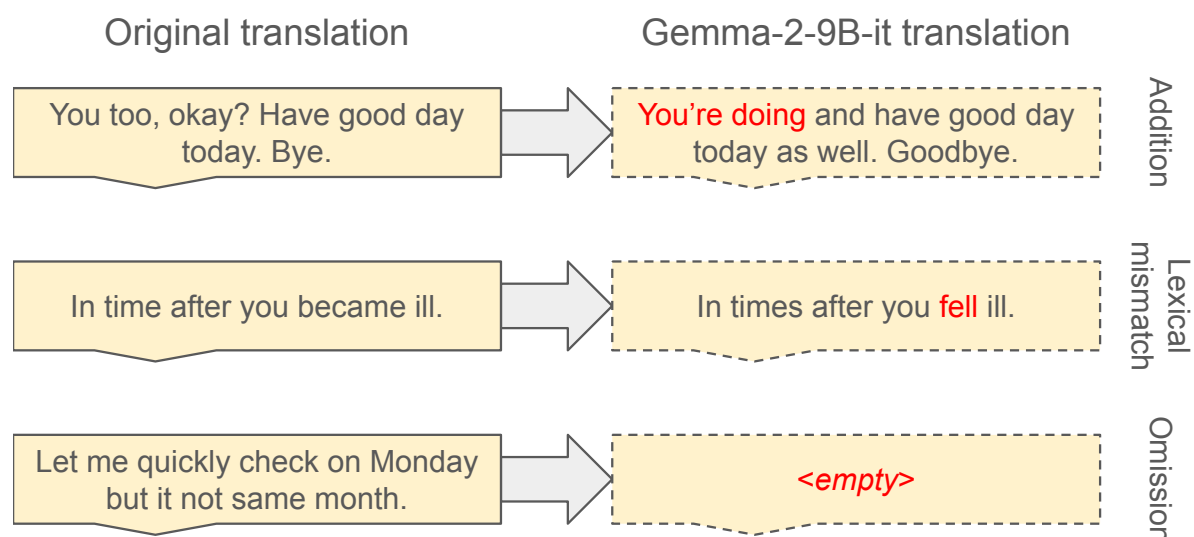 Original translation
Gemma-2-9B-it translation
You too, okay? Have good day
today. Bye.
You're doing and have good day
today as well. Goodbye.
Addition
In time after you became ill.
In times after you fell ill.
Lexical
mismatch
Let me quickly check on Monday
but it not same month.
<empty>
Omission